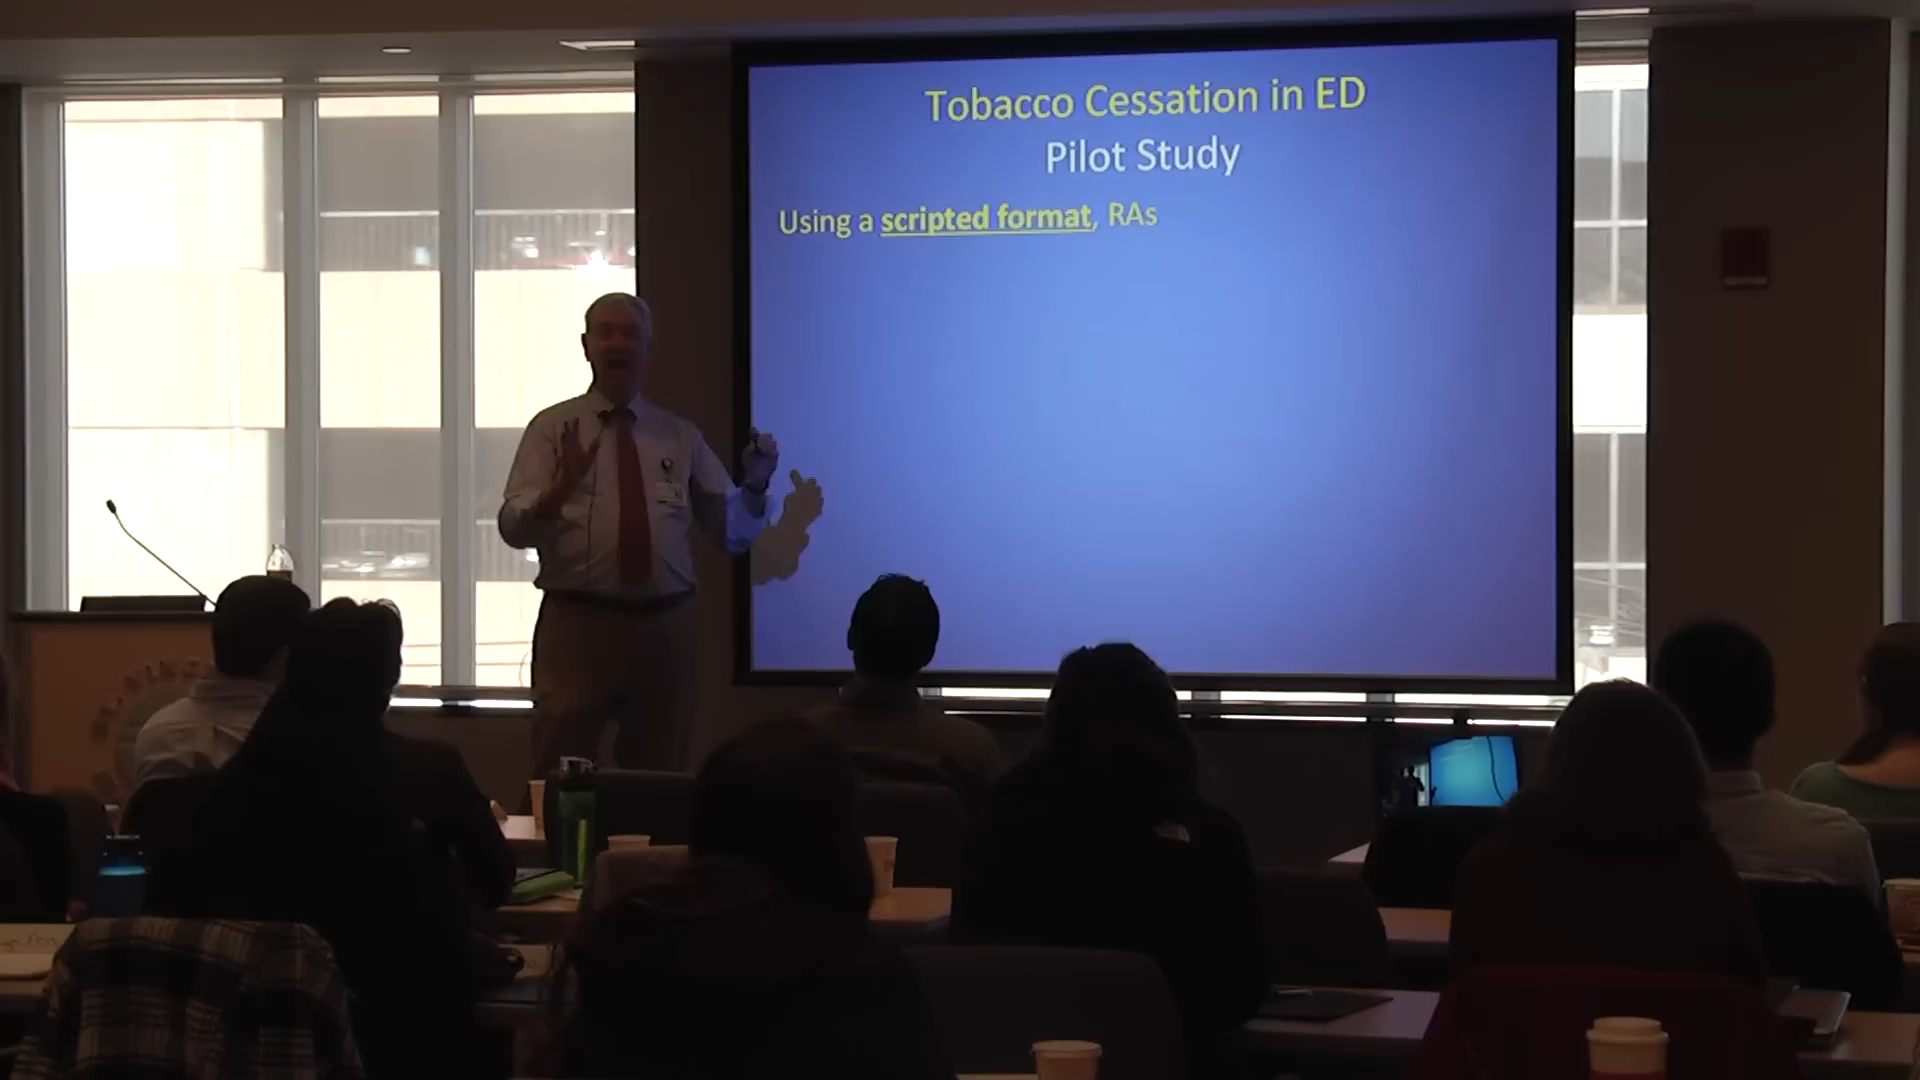 Tobacco Cessation in ED
Pilot Study
Using a scripted format, RAs